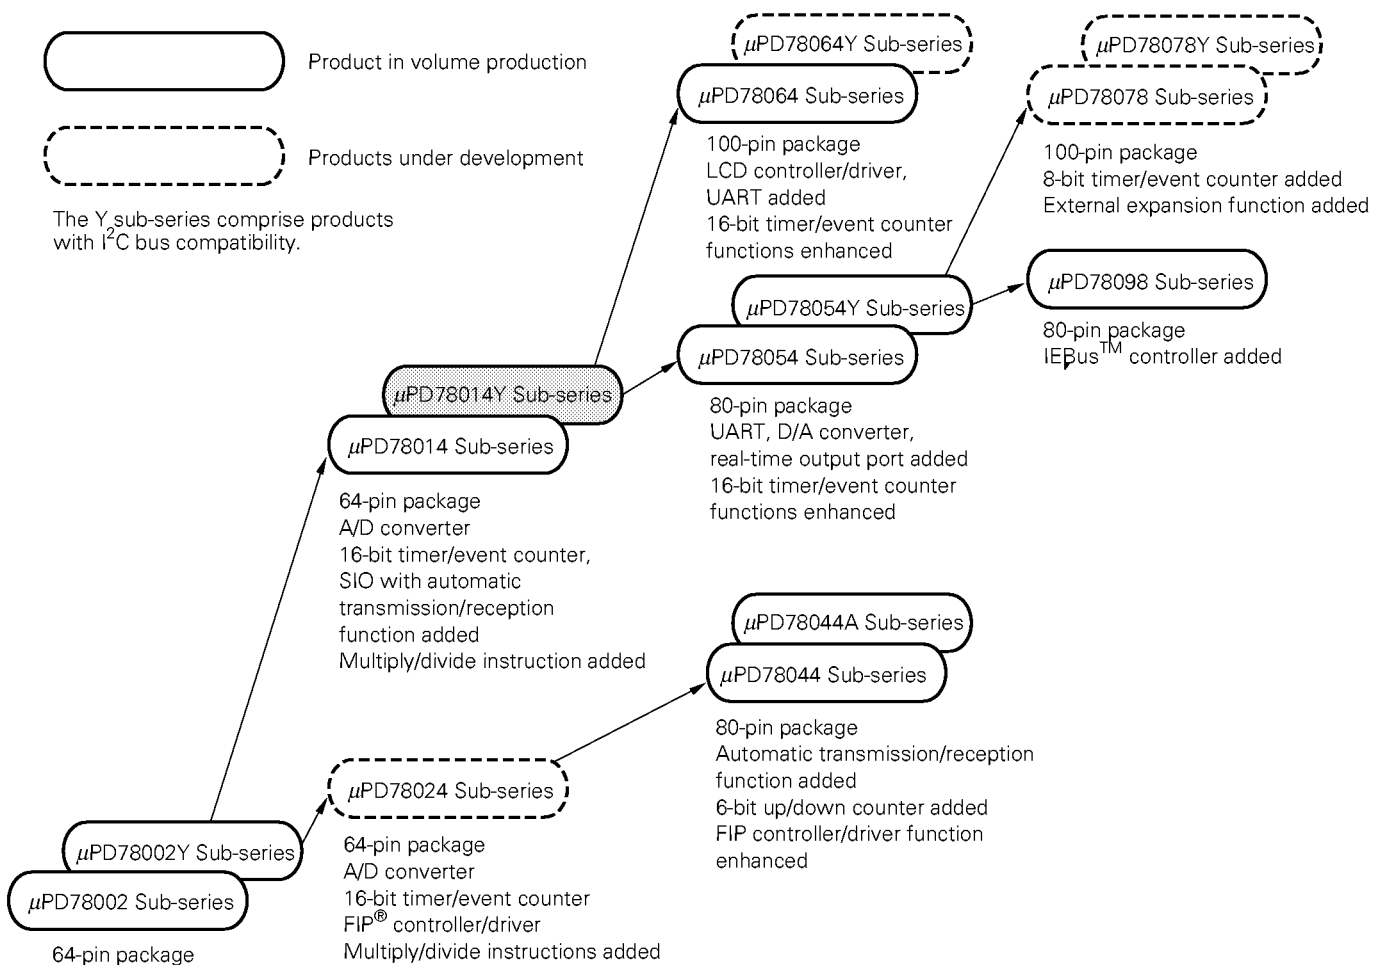 Product in volume production
Products under development
The Y sub-series comprise products
with I²C bus compatibility.
μPD78064Y Sub-series
μPD78064 Sub-series
100-pin package
LCD controller/driver,
UART added
16-bit timer/event counter
functions enhanced
μPD78078Y Sub-series
μPD78078 Sub-series
100-pin package
8-bit timer/event counter added
External expansion function added
μPD78054Y Sub-series
μPD78054 Sub-series
80-pin package
UART, D/A converter,
real-time output port added
16-bit timer/event counter
functions enhanced
μPD78098 Sub-series
80-pin package
IEBus™ controller added
μPD78014Y Sub-series
μPD78014 Sub-series
64-pin package
A/D converter
16-bit timer/event counter,
SIO with automatic
transmission/reception
function added
Multiply/divide instruction added
μPD78044A Sub-series
μPD78044 Sub-series
80-pin package
Automatic transmission/reception
function added
6-bit up/down counter added
FIP controller/driver function
enhanced
μPD78024 Sub-series
64-pin package
A/D converter
16-bit timer/event counter
FIP® controller/driver
Multiply/divide instructions added
μPD78002Y Sub-series
μPD78002 Sub-series
64-pin package